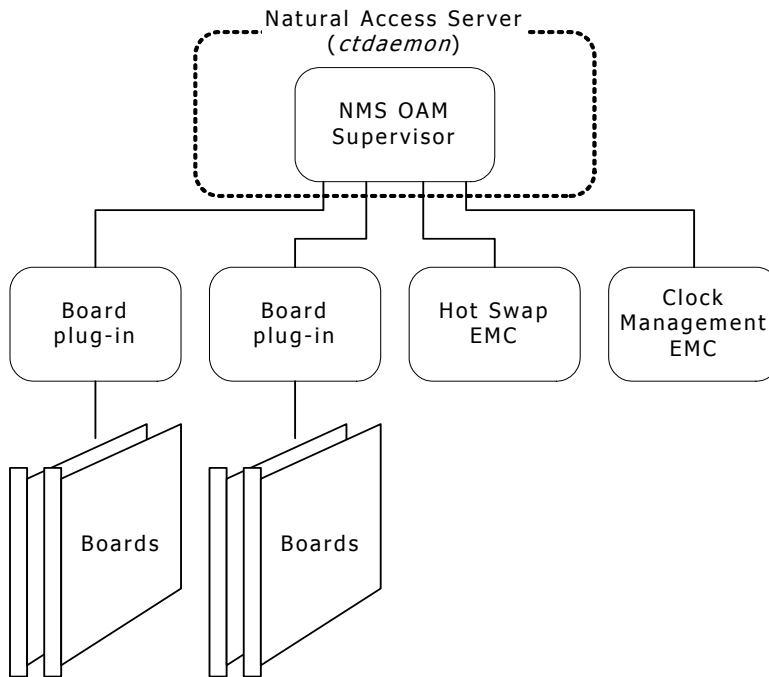 Natural Access Server
(ctdaemon)
NMS OAM
Supervisor
Board
plug-in
Board
plug-in
Hot Swap
EMC
Clock
Management
EMC
Boards
Boards